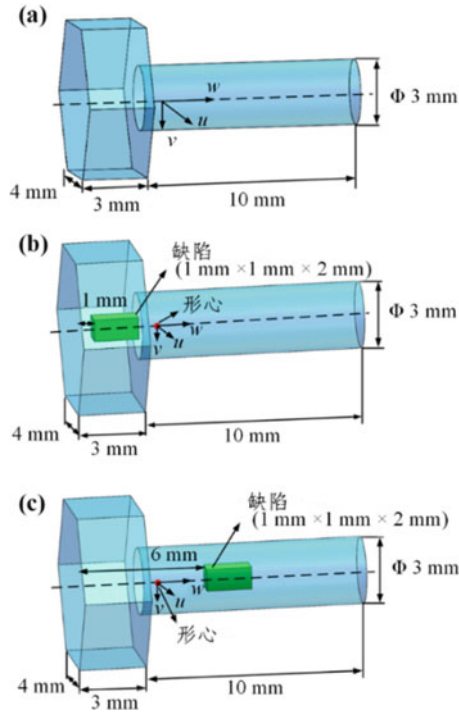 (a)
w
u
v
Φ 3 mm
4 mm
3 mm
10 mm
(b)
缺陷
(1 mm ×1 mm × 2 mm)
1 mm
形心
w
u
v
Φ 3 mm
4 mm
3 mm
10 mm
(c)
缺陷
(1 mm ×1 mm × 2 mm)
6 mm
w
u
v
Φ 3 mm
形心
4 mm
3 mm
10 mm